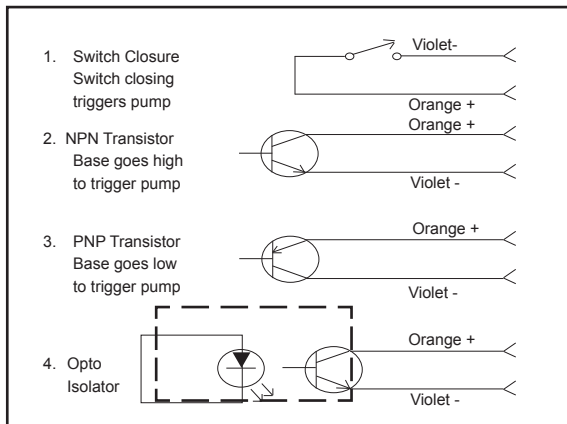 1. Switch Closure
Switch closing
triggers pump
Violet-
Orange +
2. NPN Transistor
Base goes high
to trigger pump
Orange +
Violet -
3. PNP Transistor
Base goes low
to trigger pump
Orange +
Violet -
4. Opto
Isolator
Orange +
Violet -